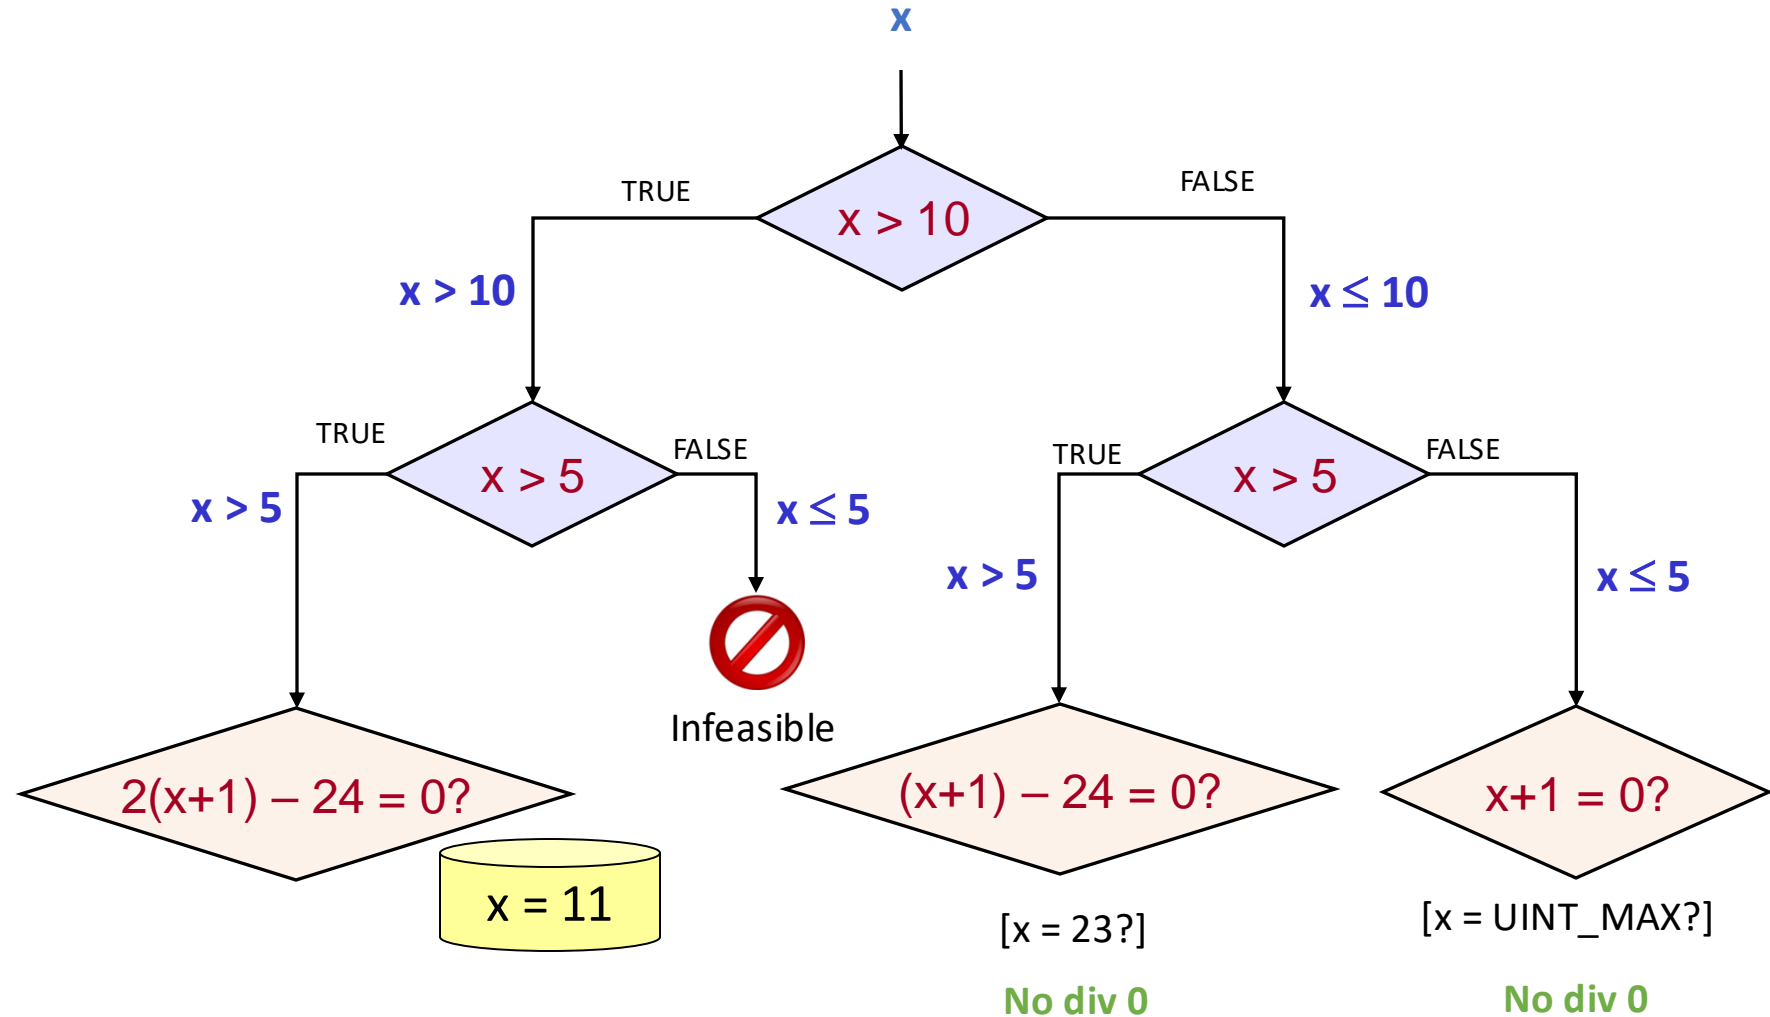 x
TRUE
FALSE
x > 10
x > 10
x ≤ 10
TRUE
FALSE
TRUE
FALSE
x > 5
x > 5
x > 5
x ≤ 5
x > 5
x ≤ 5
Infeasible
2(x+1) – 24 = 0?
(x+1) – 24 = 0?
x+1 = 0?
x = 11
[x = 23?]
[x = UINT_MAX?]
No div 0
No div 0